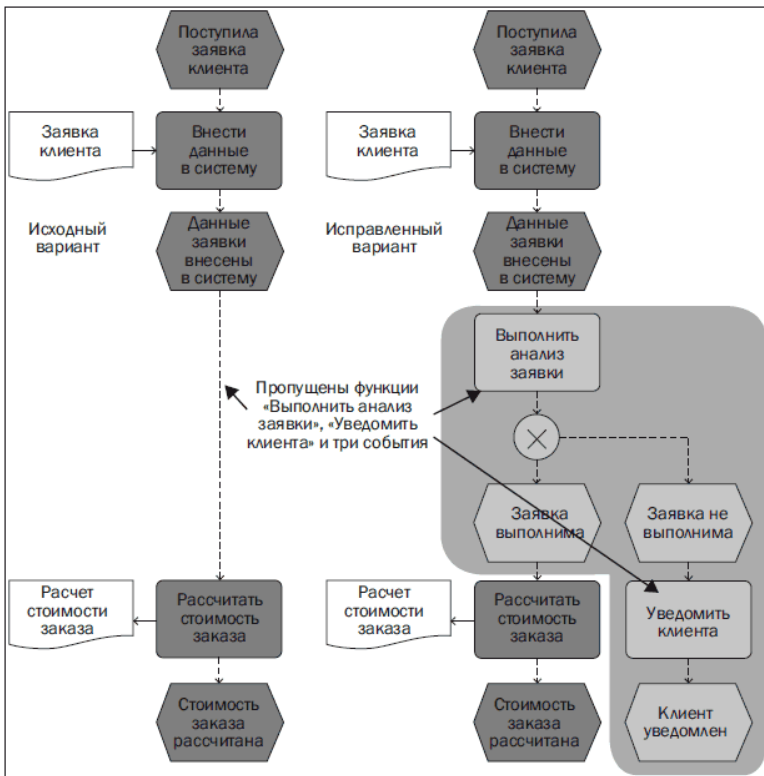 Поступила
заявка
клиента
Заявка
клиента
Внести
данные
в систему
Исходный
вариант
Данные
заявки
внесены
в систему
Поступила
заявка
клиента
Заявка
клиента
Внести
данные
в систему
Исправленный
вариант
Данные
заявки
внесены
в систему
Выполнить
анализ
заявки
Пропущены функции
«Выполнить анализ
заявки», «Уведомить
клиента» и три события
Заявка
выполнима
Заявка не
выполнима
Расчет
стоимости
заказа
Рассчитать
стоимость
заказа
Расчет
стоимости
заказа
Рассчитать
стоимость
заказа
Уведомить
клиента
Стоимость
заказа
рассчитана
Стоимость
заказа
рассчитана
Клиент
уведомлен